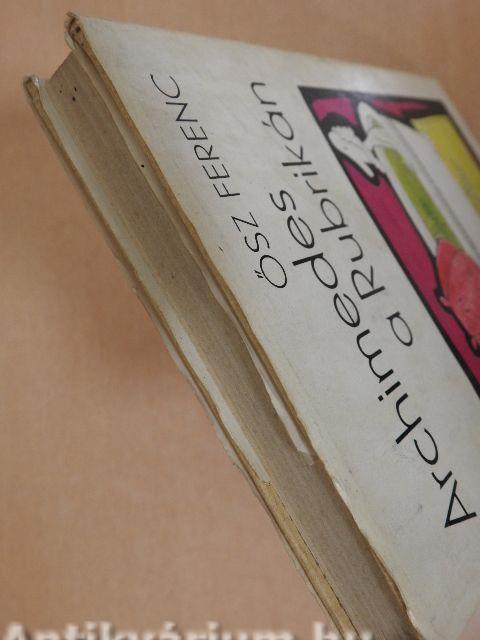 ŐSZ FERENC
Archimedes
a Rubrikán
Antikvárium.hu